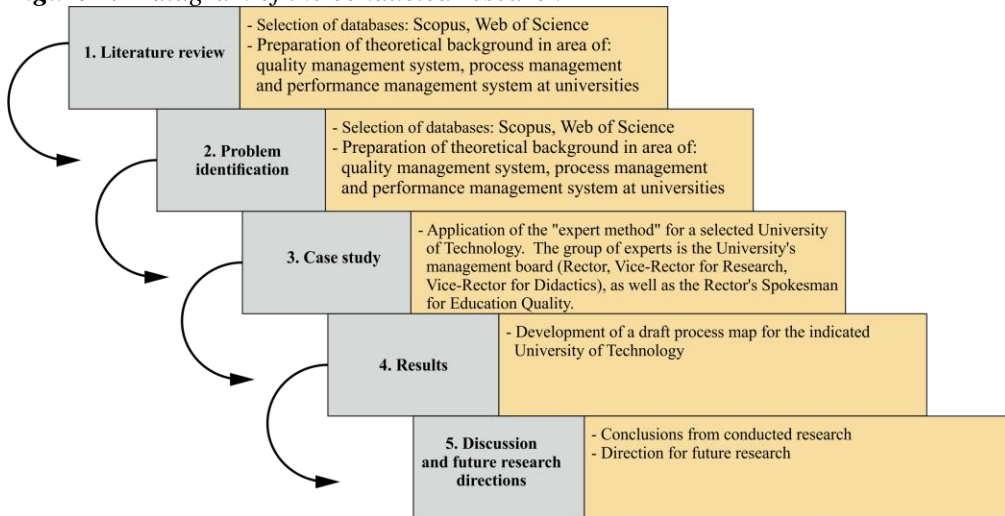 1. Literature review
- Selection of databases: Scopus, Web of Science
- Preparation of theoretical background in area of:
quality management system, process management
and performance management system at universities
2. Problem
identification
- Selection of databases: Scopus, Web of Science
- Preparation of theoretical background in area of:
quality management system, process management
and performance management system at universities
3. Case study
- Application of the "expert method" for a selected University
of Technology. The group of experts is the University's
management board (Rector, Vice-Rector for Research,
Vice-Rector for Didactics), as well as the Rector's Spokesman
for Education Quality.
4. Results
- Development of a draft process map for the indicated
University of Technology
5. Discussion
and future research
directions
- Conclusions from conducted research
- Direction for future research